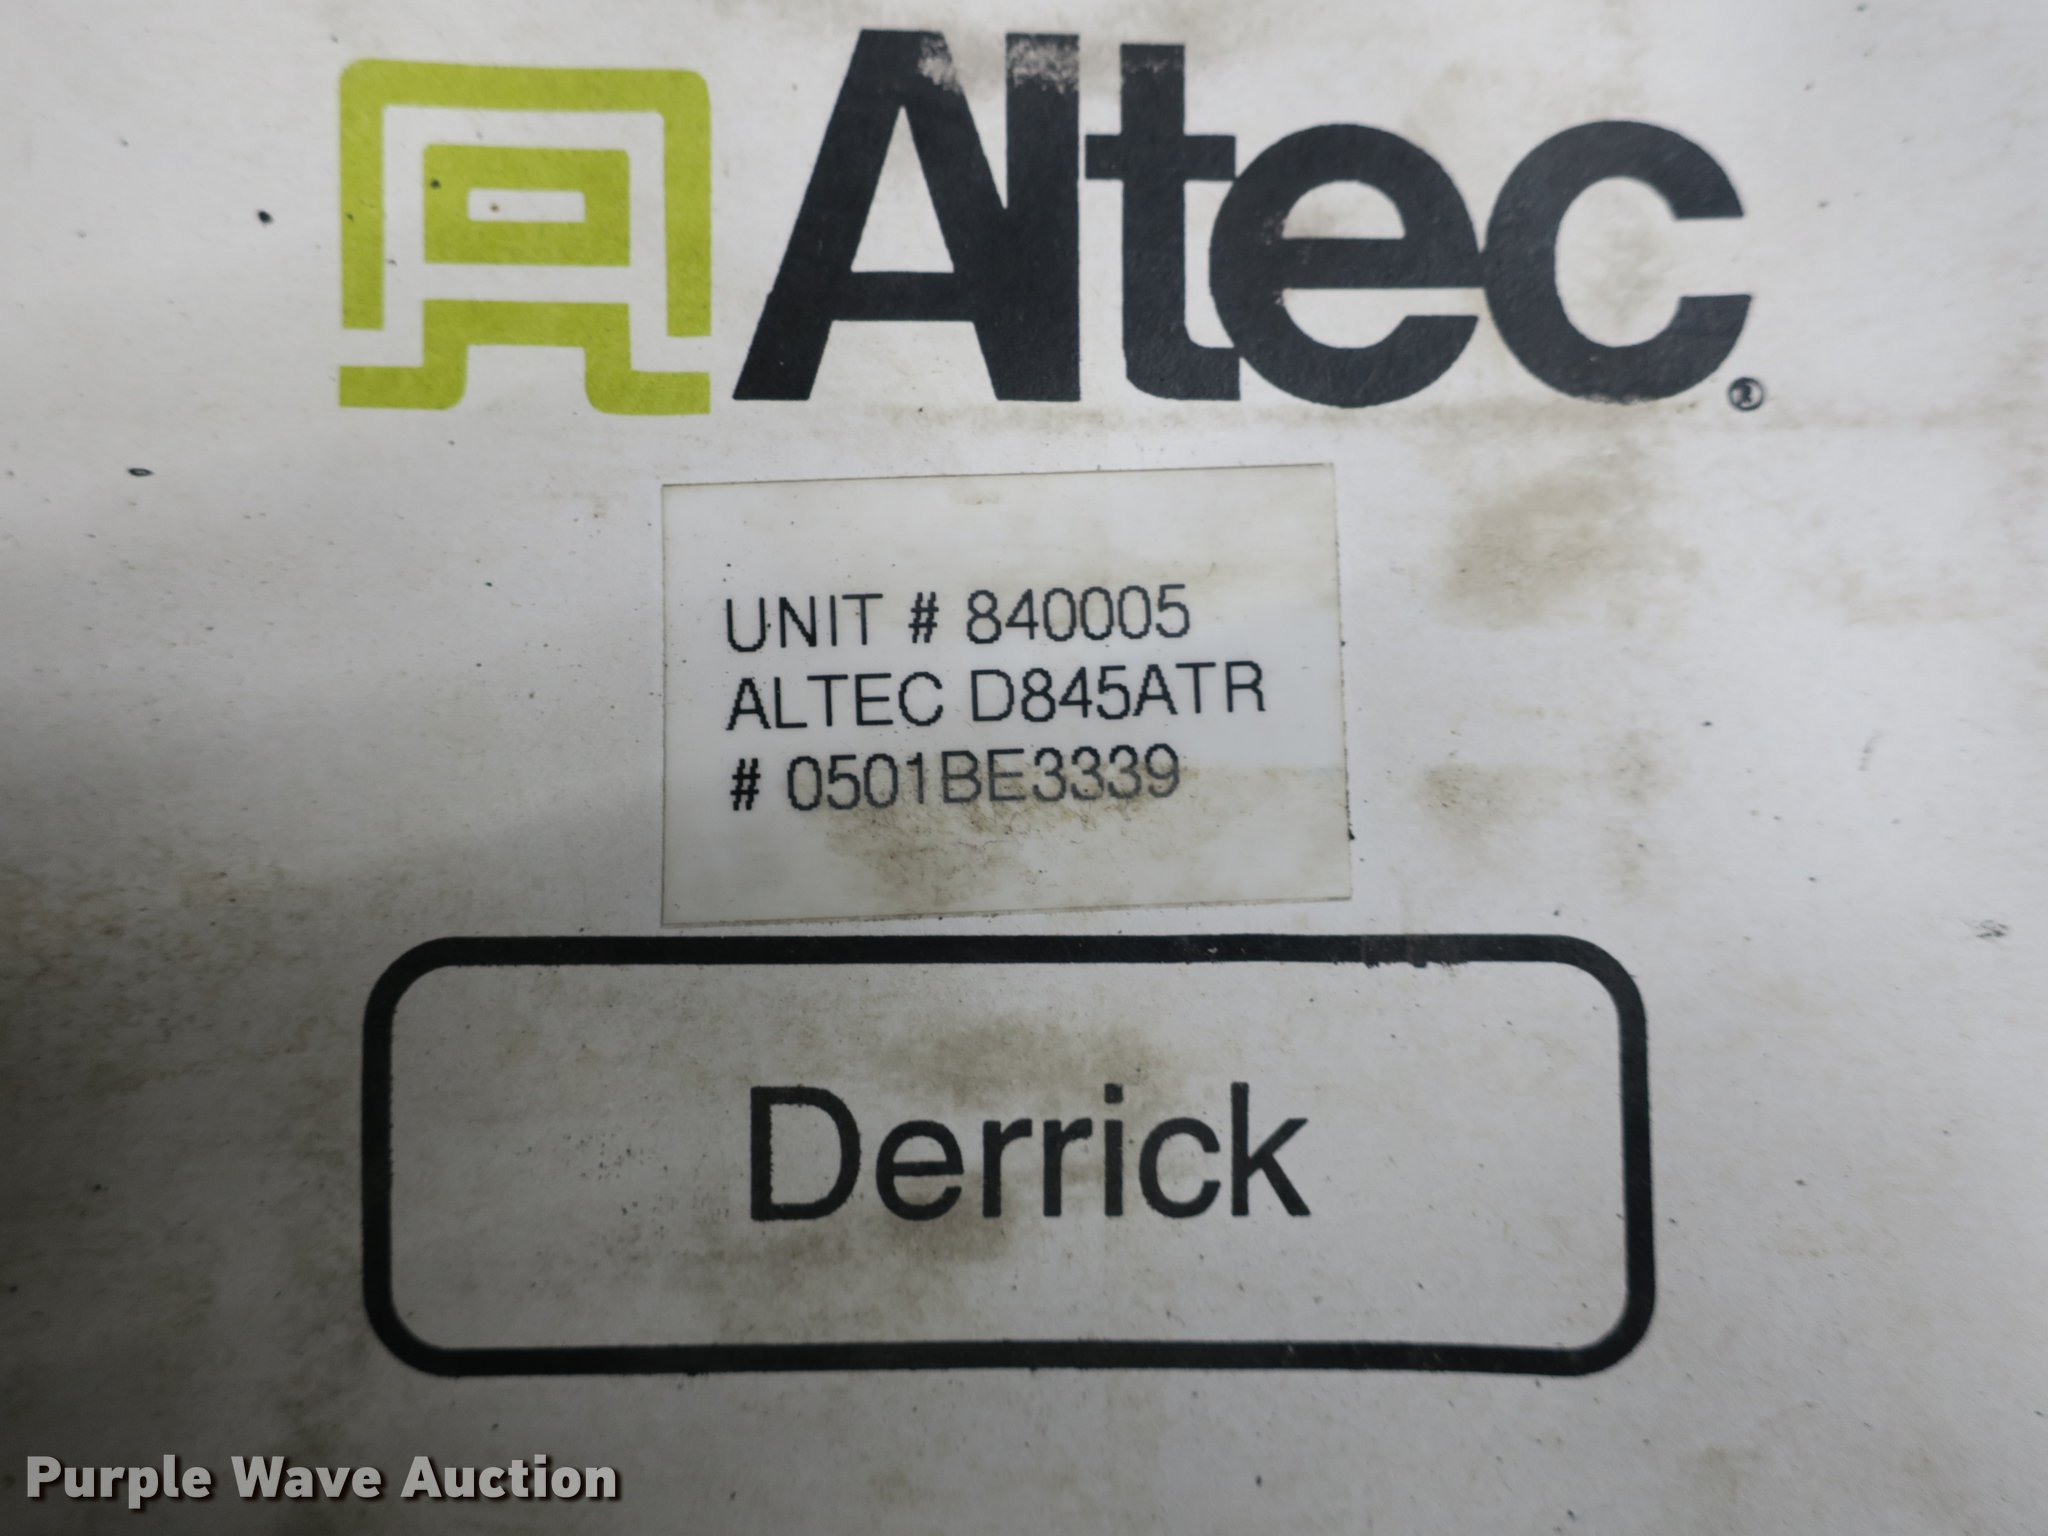 Altec®
UNIT # 840005
ALTEC D845ATR
# 0501BE3339
Derrick
Purple Wave Auction